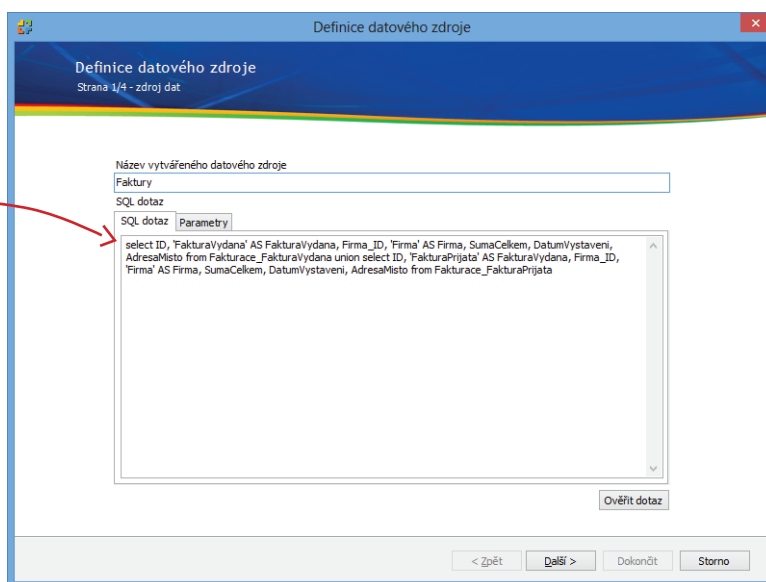 Definice datového zdroje
Definice datového zdroje
Strana 1/4 - zdroj dat
Název vytvářeného datového zdroje
Faktury
SQL dotaz
SQL dotaz Parametry
select ID, 'FakturaVydana' AS FakturaVydana, Firma_ID, 'Firma' AS Firma, SumaCelkem, DatumVystaveni,
AdresaMisto from Fakturace_FakturaVydana union select ID, 'FakturaPrijata' AS FakturaVydana, Firma_ID,
'Firma' AS Firma, SumaCelkem, DatumVystaveni, AdresaMisto from Fakturace_FakturaPrijata
Ověřit dotaz
< Zpět Další > Dokončit Storno